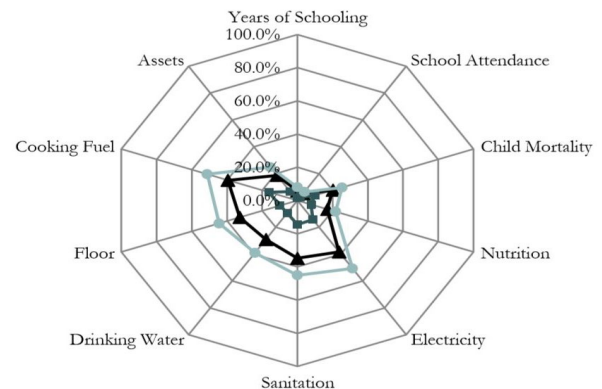 Years of Schooling
100.0%
Assets
School Attendance
80.0%
60.0%
Cooking Fuel
40.0%
Child Mortality
20.0%
0.0%
Floor
Nutrition
Drinking Water
Electricity
Sanitation